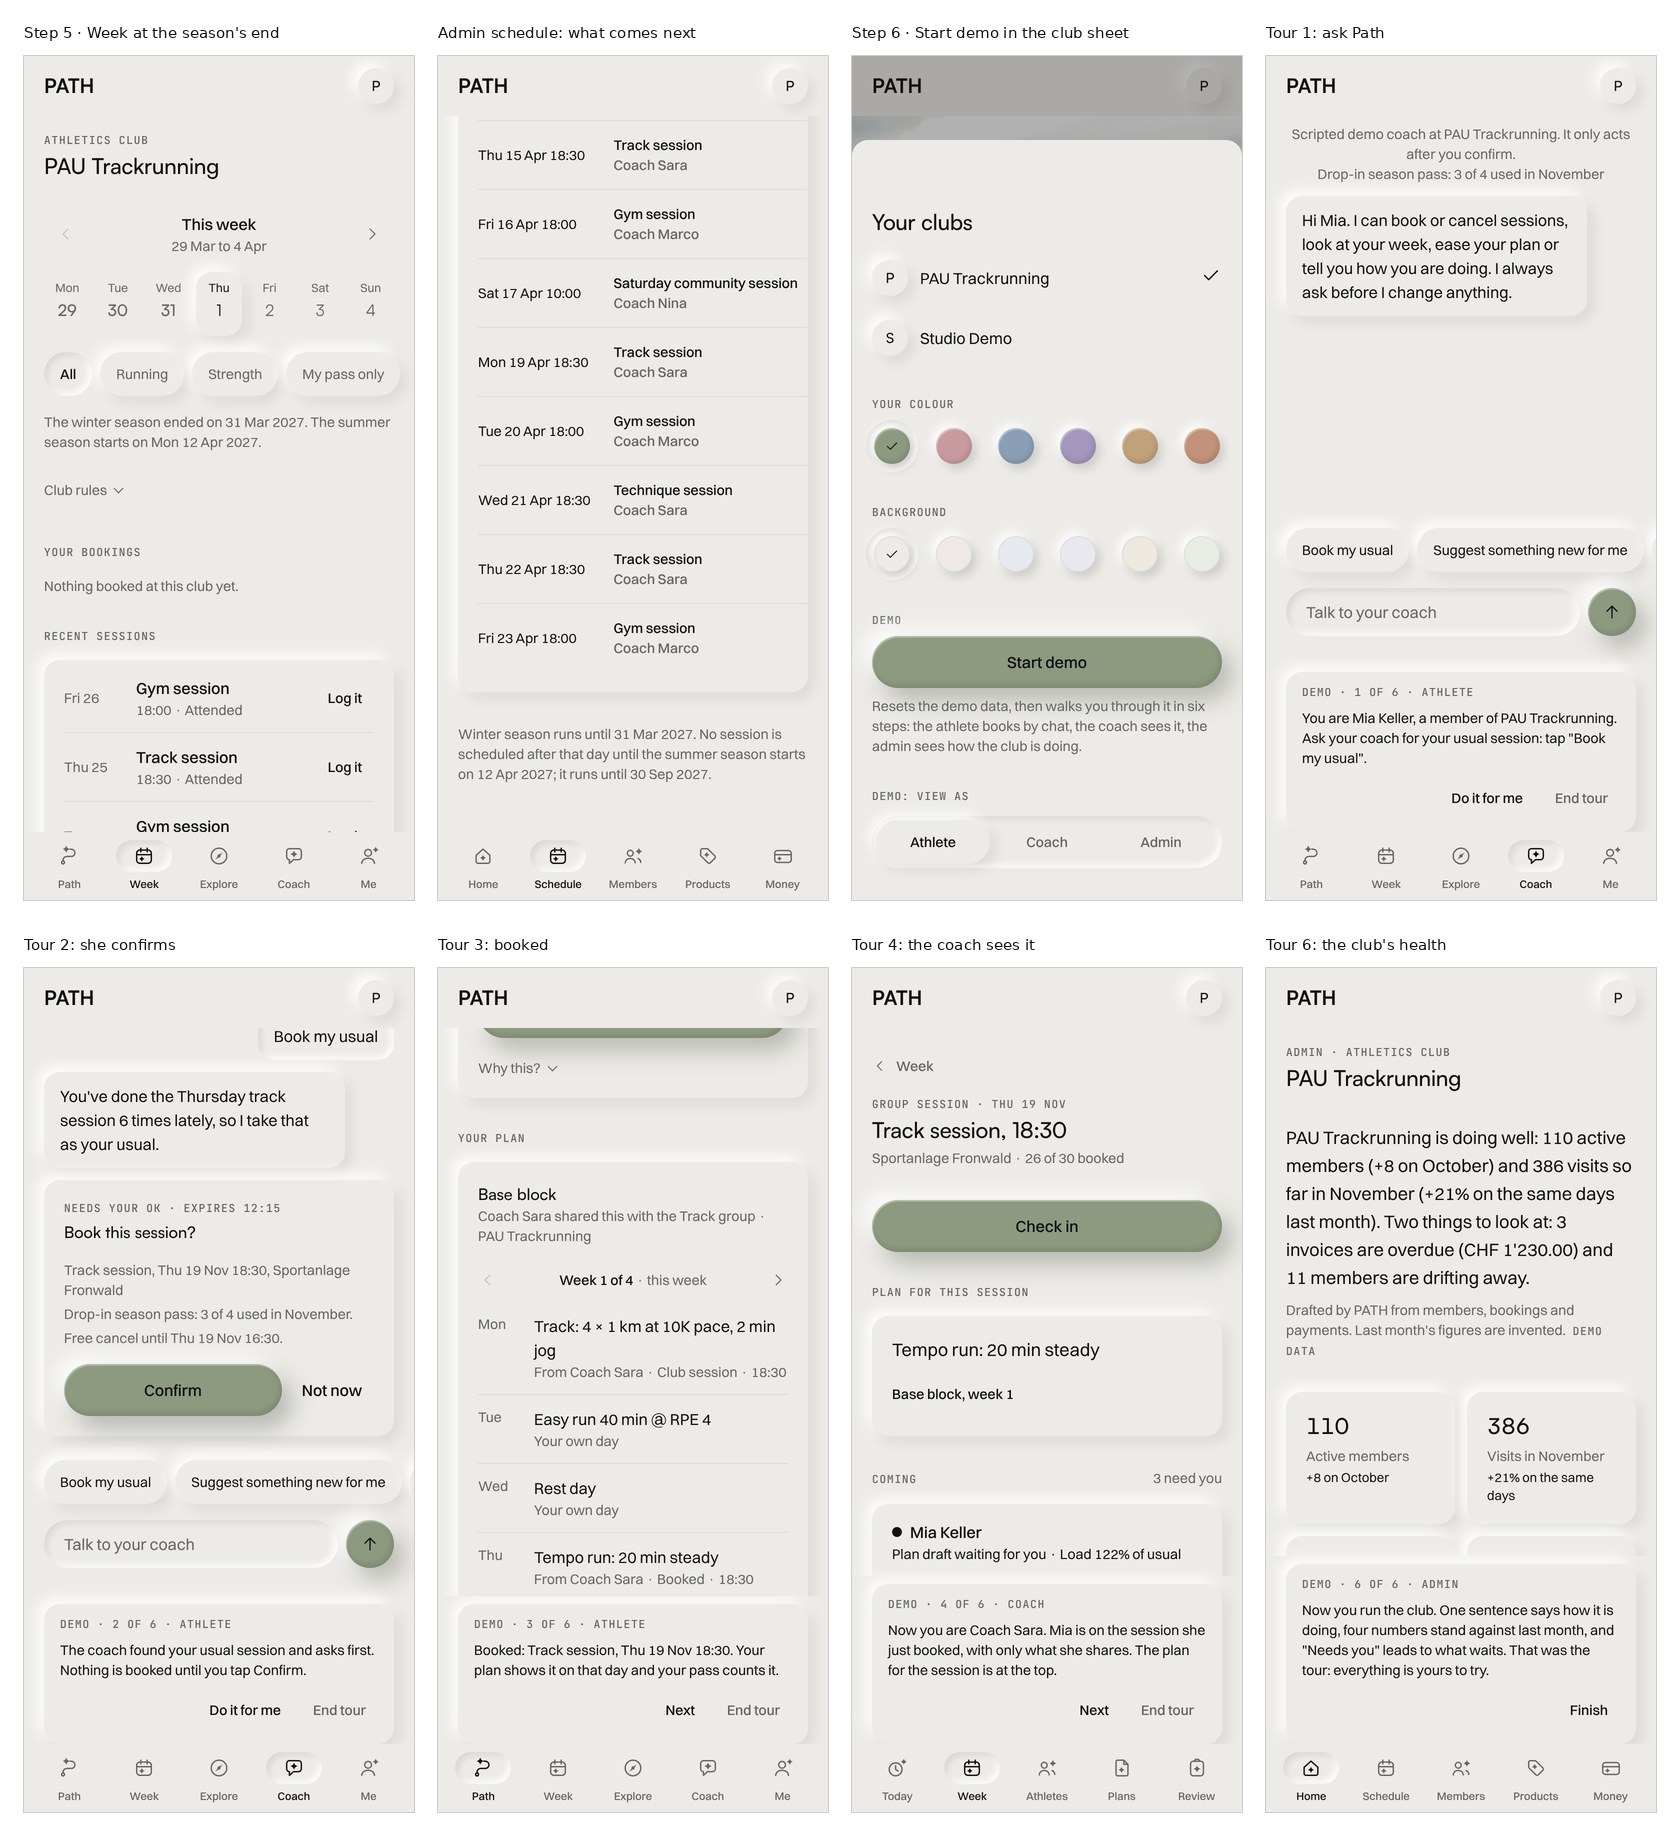 Step 5 · Week at the season's end
PATH
P
ATHLETICS CLUB
PAU Trackrunning
This week
29 Mar to 4 Apr
Mon Tue Wed Thu Fri Sat Sun
29 30 31 1 2 3 4
All Running Strength My pass only
The winter season ended on 31 Mar 2027. The summer
season starts on Mon 12 Apr 2027.
Club rules
YOUR BOOKINGS
Nothing booked at this club yet.
RECENT SESSIONS
Fri 26 Gym session Log it
18:00 · Attended
Thu 25 Track session Log it
18:30 · Attended
Gym session
Path Week Explore Coach Me
Admin schedule: what comes next
PATH
P
Thu 15 Apr 18:30 Track session
Coach Sara
Fri 16 Apr 18:00 Gym session
Coach Marco
Sat 17 Apr 10:00 Saturday community session
Coach Nina
Mon 19 Apr 18:30 Track session
Coach Sara
Tue 20 Apr 18:00 Gym session
Coach Marco
Wed 21 Apr 18:30 Technique session
Coach Sara
Thu 22 Apr 18:30 Track session
Coach Sara
Fri 23 Apr 18:00 Gym session
Coach Marco
Winter season runs until 31 Mar 2027. No session is
scheduled after that day until the summer season starts
on 12 Apr 2027; it runs until 30 Sep 2027.
Home Schedule Members Products Money
Step 6 · Start demo in the club sheet
PATH
P
Your clubs
P PAU Trackrunning
S Studio Demo
YOUR COLOUR
BACKGROUND
DEMO
Start demo
Resets the demo data, then walks you through it in six
steps: the athlete books by chat, the coach sees it, the
admin sees how the club is doing.
DEMO: VIEW AS
Athlete Coach Admin
Tour 1: ask Path
PATH
P
Scripted demo coach at PAU Trackrunning. It only acts
after you confirm.
Drop-in season pass: 3 of 4 used in November
Hi Mia. I can book or cancel sessions,
look at your week, ease your plan or
tell you how you are doing. I always
ask before I change anything.
Book my usual Suggest something new for me
Talk to your coach
DEMO · 1 OF 6 · ATHLETE
You are Mia Keller, a member of PAU Trackrunning.
Ask your coach for your usual session: tap "Book
my usual".
Do it for me End tour
Path Week Explore Coach Me
Tour 2: she confirms
PATH
P
Book my usual
You've done the Thursday track
session 6 times lately, so I take that
as your usual.
NEEDS YOUR OK · EXPIRES 12:15
Book this session?
Track session, Thu 19 Nov 18:30, Sportanlage
Fronwald
Drop-in season pass: 3 of 4 used in November.
Free cancel until Thu 19 Nov 16:30.
Confirm Not now
Book my usual Suggest something new for me
Talk to your coach
DEMO · 2 OF 6 · ATHLETE
The coach found your usual session and asks first.
Nothing is booked until you tap Confirm.
Do it for me End tour
Path Week Explore Coach Me
Tour 3: booked
PATH
P
Why this?
YOUR PLAN
Base block
Coach Sara shared this with the Track group ·
PAU Trackrunning
Week 1 of 4 · this week
Mon Track: 4 × 1 km at 10K pace, 2 min
jog
From Coach Sara · Club session · 18:30
Tue Easy run 40 min @ RPE 4
Your own day
Wed Rest day
Your own day
Thu Tempo run: 20 min steady
From Coach Sara · Booked · 18:30
DEMO · 3 OF 6 · ATHLETE
Booked: Track session, Thu 19 Nov 18:30. Your
plan shows it on that day and your pass counts it.
Next End tour
Path Week Explore Coach Me
Tour 4: the coach sees it
PATH
P
Week
GROUP SESSION · THU 19 NOV
Track session, 18:30
Sportanlage Fronwald · 26 of 30 booked
Check in
PLAN FOR THIS SESSION
Tempo run: 20 min steady
Base block, week 1
COMING 3 need you
Mia Keller
Plan draft waiting for you · Load 122% of usual
DEMO · 4 OF 6 · COACH
Now you are Coach Sara. Mia is on the session she
just booked, with only what she shares. The plan
for the session is at the top.
Next End tour
Today Week Athletes Plans Review
Tour 6: the club's health
PATH
P
ADMIN · ATHLETICS CLUB
PAU Trackrunning
PAU Trackrunning is doing well: 110 active
members (+8 on October) and 386 visits so
far in November (+21% on the same days
last month). Two things to look at: 3
invoices are overdue (CHF 1'230.00) and
11 members are drifting away.
Drafted by PATH from members, bookings and
payments. Last month's figures are invented. DEMO
DATA
110 386
Active members Visits in November
+8 on October +21% on the same
days
DEMO · 6 OF 6 · ADMIN
Now you run the club. One sentence says how it is
doing, four numbers stand against last month, and
"Needs you" leads to what waits. That was the
tour: everything is yours to try.
Finish
Home Schedule Members Products Money